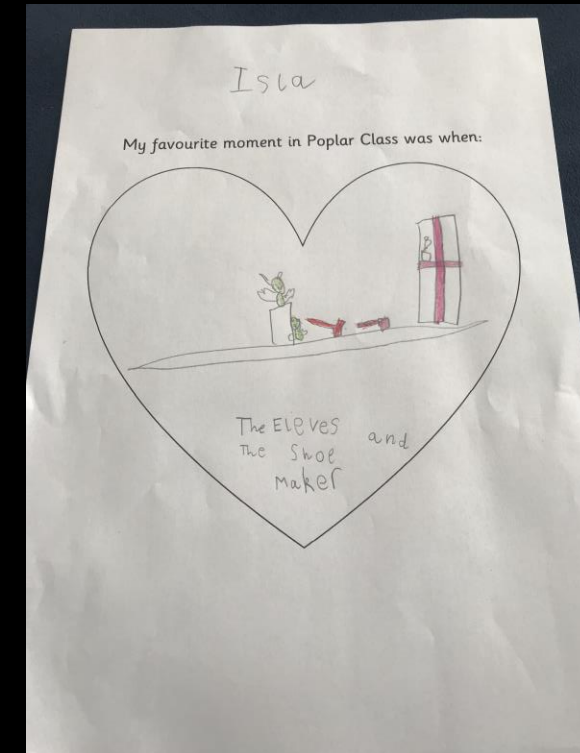 Isla
My favourite moment in Poplar Class was when:
The Eleves and
The Shoe
Maker